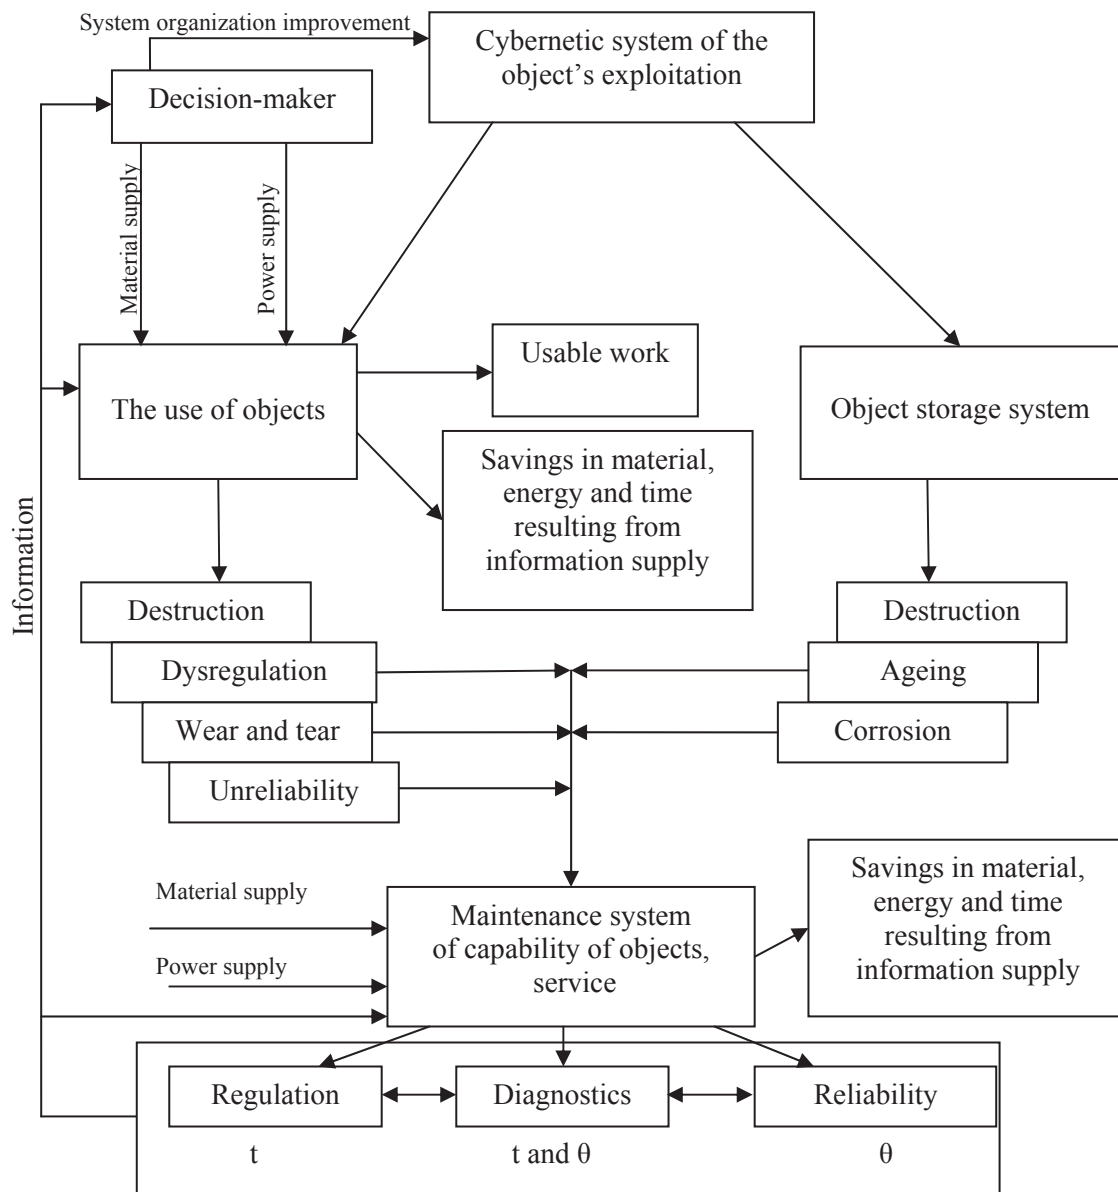 System organization improvement
Cybernetic system of the
object’s exploitation
Decision-maker
Material supply
Power supply
Usable work
The use of objects
Object storage system
Savings in material,
energy and time
resulting from
information supply
Information
Destruction
Destruction
Dysregulation
Ageing
Wear and tear
Corrosion
Unreliability
Material supply
Power supply
Maintenance system
of capability of objects,
service
Savings in material,
energy and time
resulting from
information supply
Regulation
Diagnostics
Reliability
t
t and θ
θ